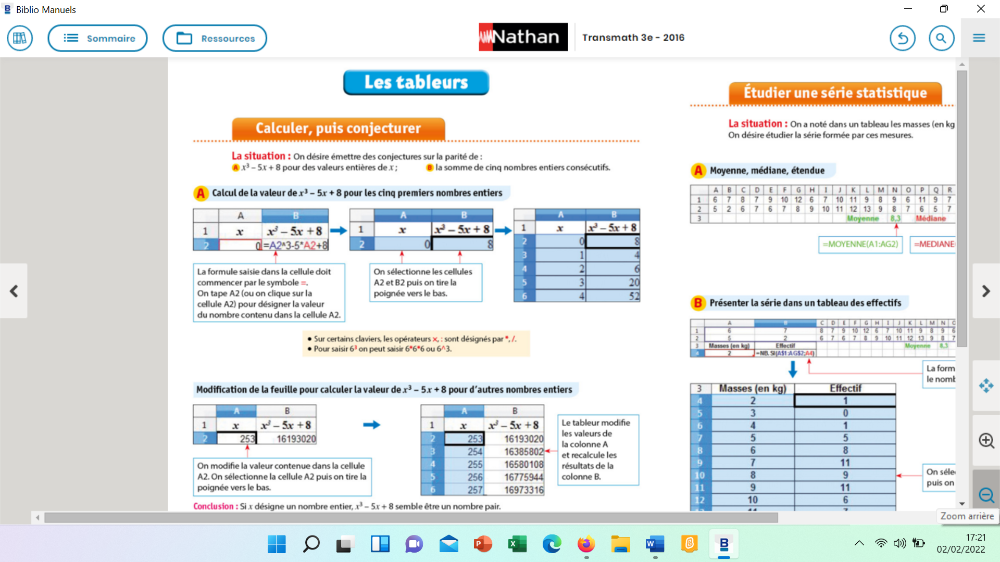 Biblio Manuels
Sommaire
Ressources
Nathan
Transmath 3e - 2016
Les tableurs
Calculer, puis conjecturer
La situation : On désire émettre des conjectures sur la parité de :
A x³ – 5x + 8 pour des valeurs entières de x ;
B la somme de cinq nombres entiers consécutifs.
A Calcul de la valeur de x³ – 5x + 8 pour les cinq premiers nombres entiers
A B
1 x x³ – 5x + 8
2 0 =A2^3-5*A2+8
A B
1 x x³ – 5x + 8
2 0 8
A B
1 x x³ – 5x + 8
2 0 8
3 1 4
4 2 6
5 3 20
6 4 52
La formule saisie dans la cellule doit
commencer par le symbole =.
On tape A2 (ou on clique sur la
cellule A2) pour désigner la valeur
du nombre contenu dans la cellule A2.
On sélectionne les cellules
A2 et B2 puis on tire la
poignée vers le bas.
• Sur certains claviers, les opérateurs ×, : sont désignés par *, /.
• Pour saisir 6³ on peut saisir 6*6*6 ou 6^3.
Modification de la feuille pour calculer la valeur de x³ – 5x + 8 pour d'autres nombres entiers
A B
1 x x³ – 5x + 8
2 253 16193020
A B
1 x x³ – 5x + 8
2 253 16193020
3 254 16385802
4 255 16580108
5 256 16775944
6 257 16973316
On modifie la valeur contenue dans la cellule
A2. On sélectionne la cellule A2 puis on tire la
poignée vers le bas.
Le tableur modifie
les valeurs de
la colonne A
et recalcule les
résultats de la
colonne B.
Conclusion : Si x désigne un nombre entier, x³ – 5x + 8 semble être un nombre pair.
Étudier une série statistique
La situation : On a noté dans un tableau les masses (en kg
On désire étudier la série formée par ces mesures.
A Moyenne, médiane, étendue
A B C D E F G H I J K L M N O P Q R
1 6 7 8 7 9 10 12 6 7 10 11 9 8 9 6 11 9 7
2 5 2 6 7 6 7 8 9 10 11 12 13 9 8 7 6 5 7
3 Moyenne 8,3 Médiane
=MOYENNE(A1:AG2)
=MEDIANE(
B Présenter la série dans un tableau des effectifs
A B C D E F G H I J K L M N
1 6 7 8 7 9 10 12 6 7 10 11 9 8 9 6
2 5 2 6 7 6 7 8 9 10 11 12 13 9 8 7
3 Masses (en kg) Effectif Moyenne 8,3
4 2 =NB.SI(A$1:AG$2;A4)
La form
le nomb
3 Masses (en kg) Effectif
4 2 1
5 3 0
6 4 1
7 5 5
8 6 8
9 7 11
10 8 9
11 9 11
12 10 6
On séle
puis on
Zoom arrière
17:21
02/02/2022